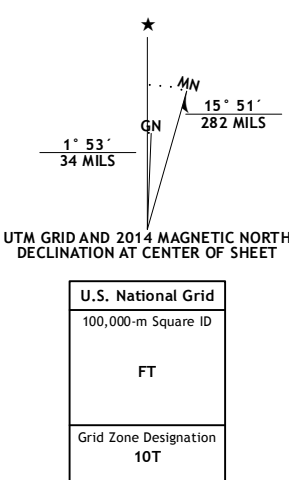 ★
MN
15° 51´
282 MILS
GN
1° 53´
34 MILS
UTM GRID AND 2014 MAGNETIC NORTH
DECLINATION AT CENTER OF SHEET
U.S. National Grid
100,000-m Square ID
FT
Grid Zone Designation
10T